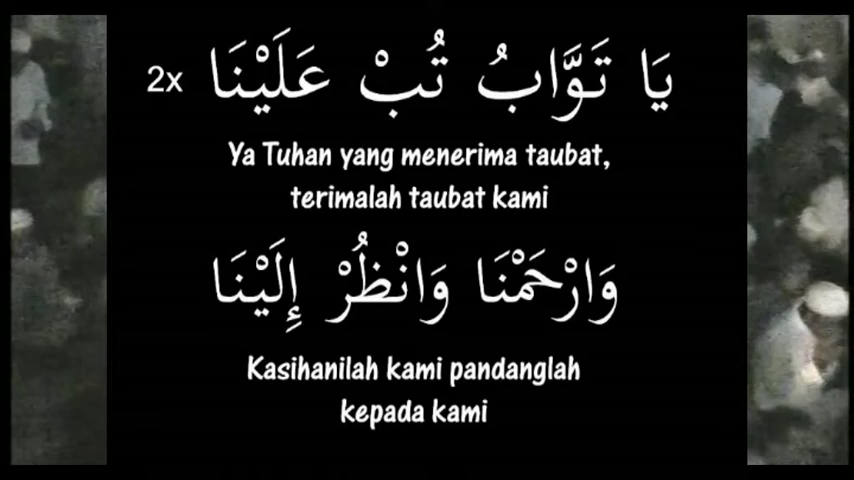 يَا تَوَّابُ تُبْ عَلَيْنَا 2x
Ya Tuhan yang menerima taubat,
terimalah taubat kami
وَارْحَمْنَا وَانْظُرْ إِلَيْنَا
Kasihanilah kami pandanglah
kepada kami